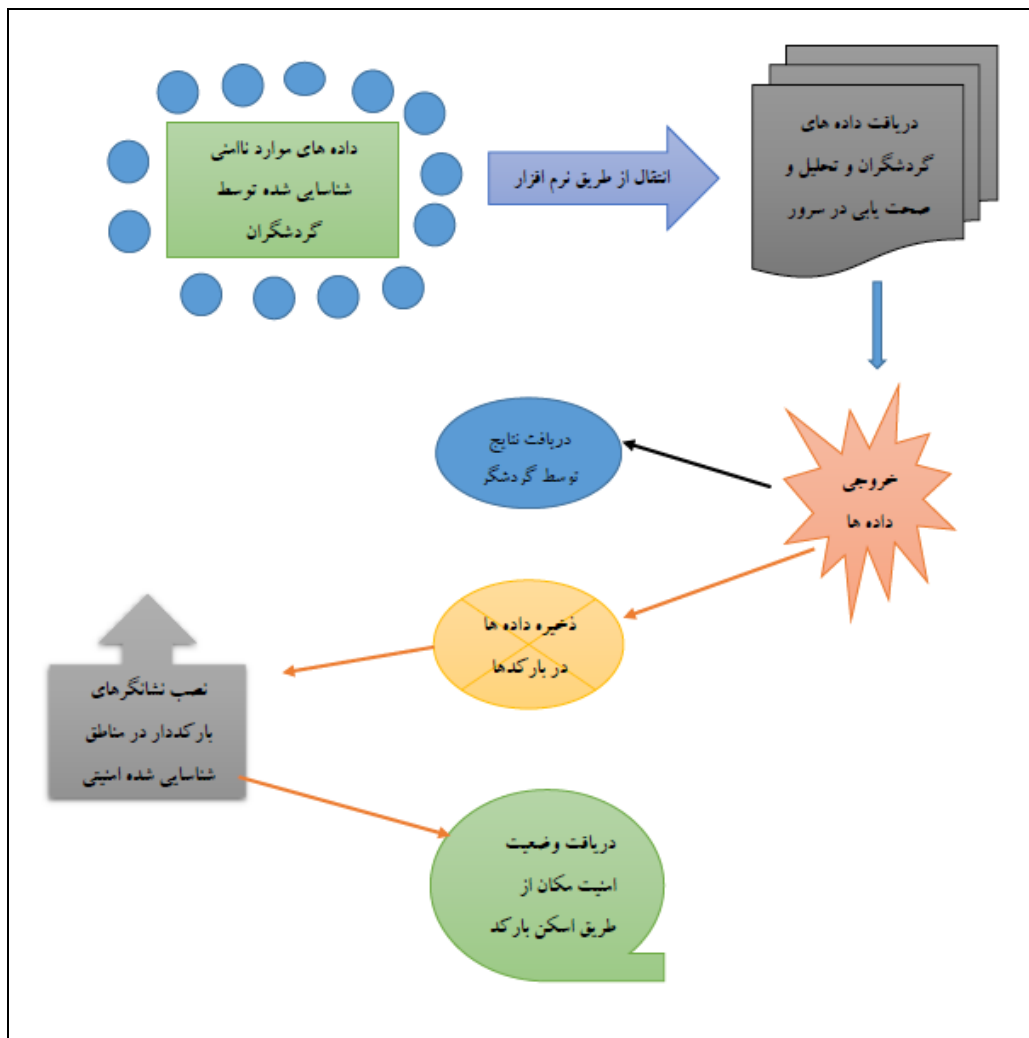 داده های موارد ناامنی
شناسایی شده توسط
گردشگران
انتقال از طریق نرم افزار
دریافت داده های
گردشگران و تحلیل و
صحت یابی در سرور
خروجی
داده ها
دریافت نتایج
توسط گردشگر
ذخیره داده ها
در بارکدها
نصب نشانگرهای
بارکددار در مناطق
شناسایی شده امنیتی
دریافت وضعیت
امنیت مکان از
طریق اسکن بارکد